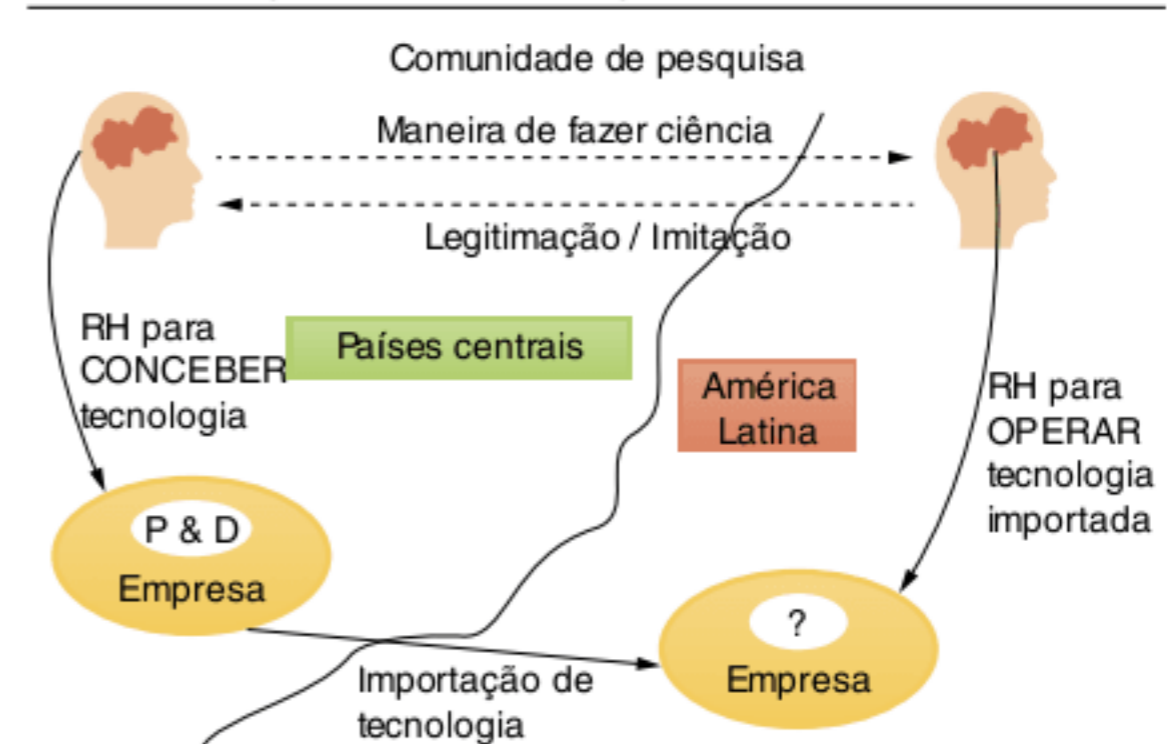 Comunidade de pesquisa
Maneira de fazer ciência
Legitimação / Imitação
RH para
CONCEBER
tecnologia
Países centrais
América
Latina
RH para
OPERAR
tecnologia
importada
P & D
Empresa
?
Empresa
Importação de
tecnologia